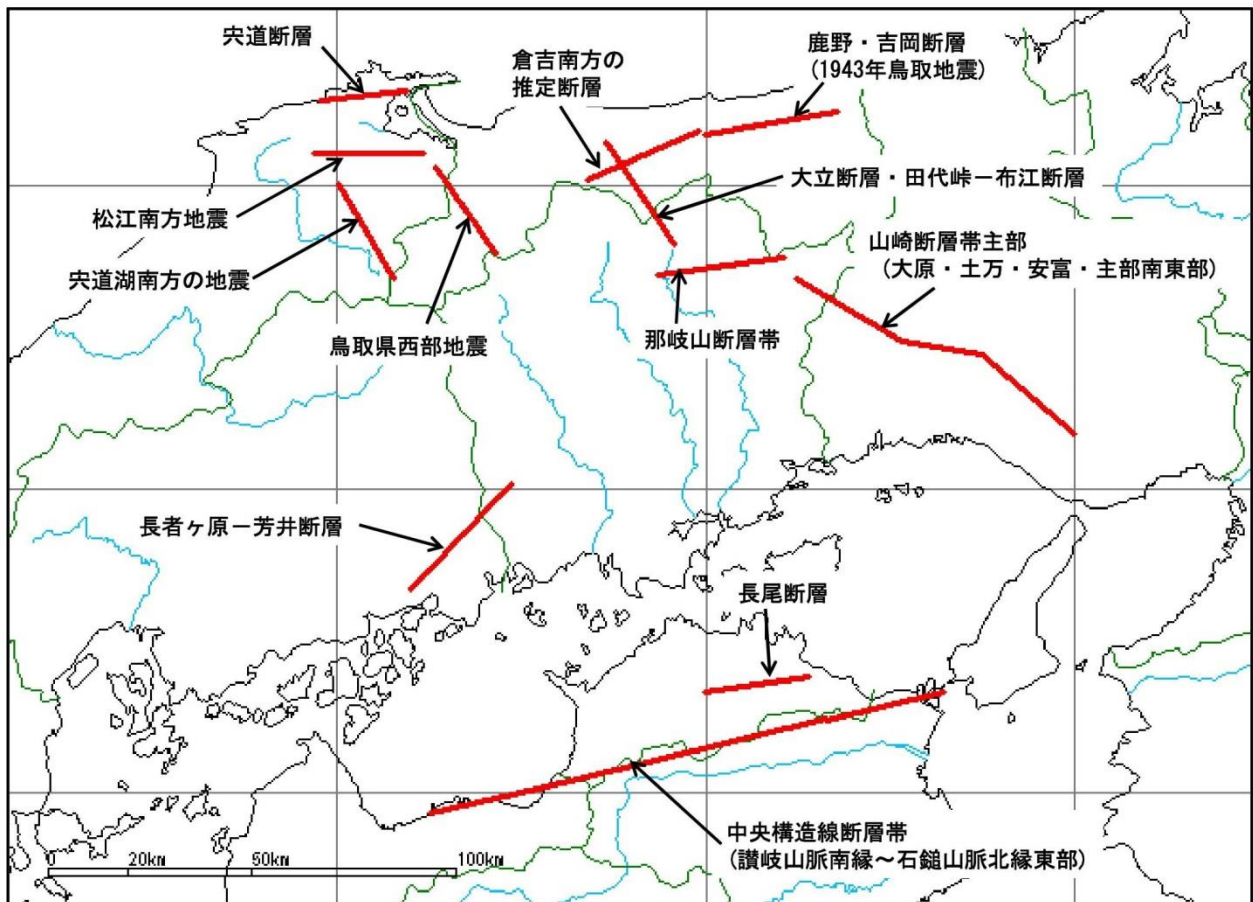 宍道断層
倉吉南方の
推定断層
鹿野・吉岡断層
(1943年鳥取地震)
大立断層・田代峠ー布江断層
松江南方地震
山崎断層帯主部
(大原・土万・安富・主部南東部)
宍道湖南方の地震
鳥取県西部地震
那岐山断層帯
長者ヶ原ー芳井断層
長尾断層
中央構造線断層帯
(讃岐山脈南縁～石鎚山脈北縁東部)
0 20km 50km 100km